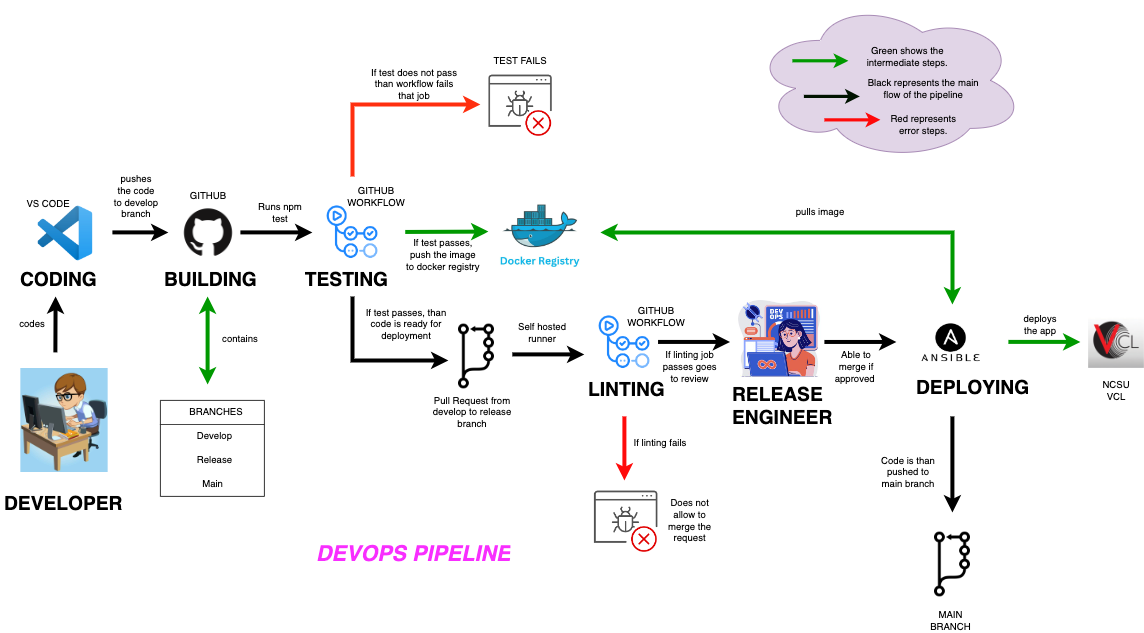 TEST FAILS
If test does not pass
than workflow fails
that job
Green shows the
intermediate steps.
Black represents the main
flow of the pipeline
Red represents
error steps.
VS CODE
pushes
the code
to develop
branch
GITHUB
Runs npm
test
GITHUB
WORKFLOW
If test passes,
push the image
to docker registry
Docker Registry
pulls image
CODING
BUILDING
TESTING
codes
contains
If test passes, than
code is ready for
deployment
Pull Request from
develop to release
branch
Self hosted
runner
GITHUB
WORKFLOW
LINTING
If linting job
passes goes
to review
DEV
OPS
RELEASE
ENGINEER
Able to
merge if
approved
ANSIBLE
DEPLOYING
deploys
the app
VCL
NCSU
VCL
DEVELOPER
BRANCHES
Develop
Release
Main
If linting fails
Does not
allow to
merge the
request
Code is than
pushed to
main branch
MAIN
BRANCH
DEVOPS PIPELINE